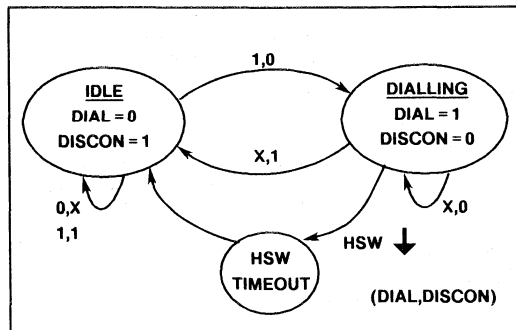 1,0
IDLE
DIAL = 0
DISCON = 1
DIALLING
DIAL = 1
DISCON = 0
X,1
0,X
1,1
X,0
HSW
HSW
TIMEOUT
(DIAL,DISCON)